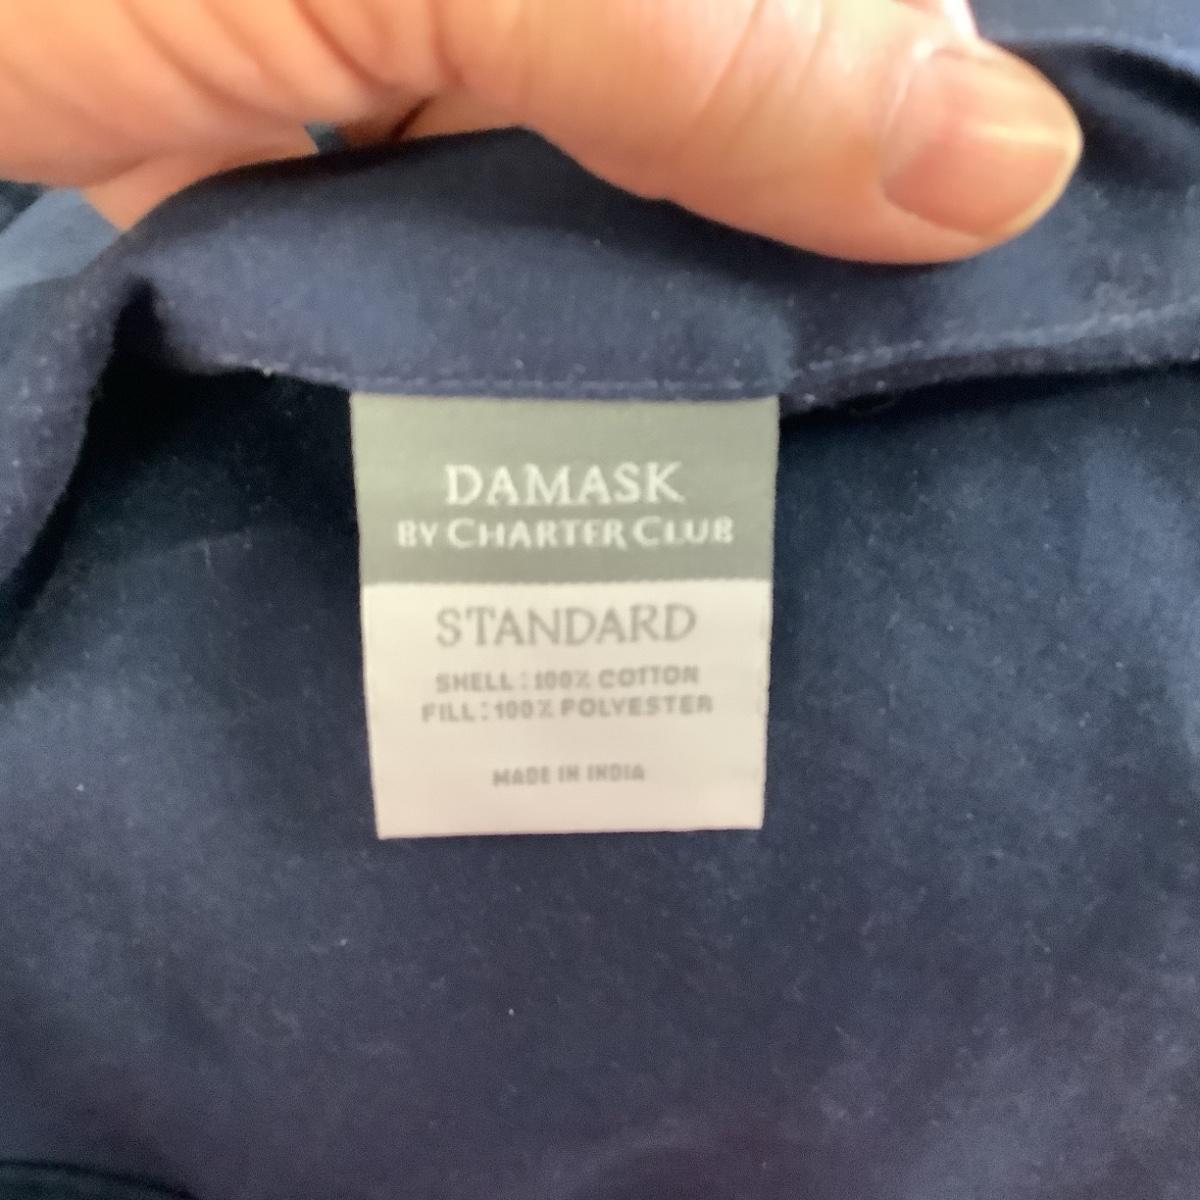 DAMASK
BY CHARTER CLUB
STANDARD
SHELL : 100% COTTON
FILL : 100% POLYESTER
MADE IN INDIA